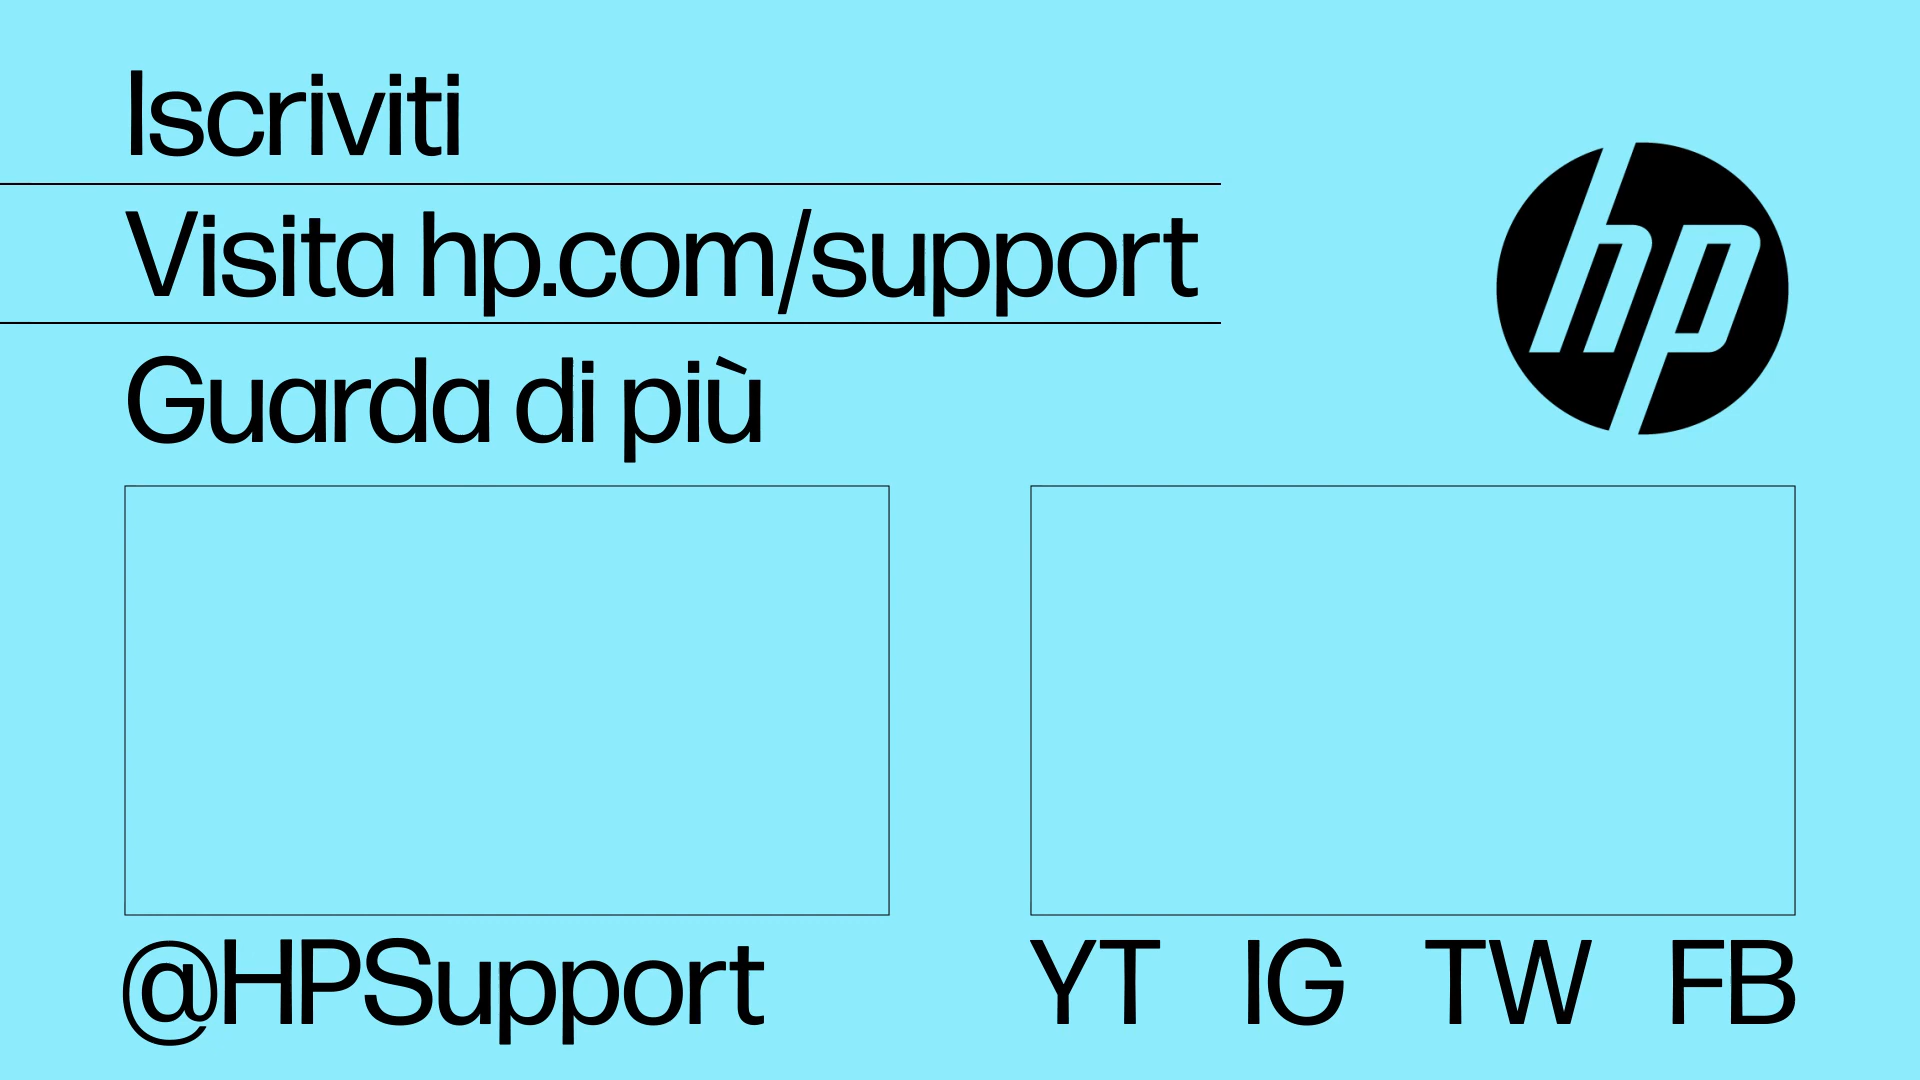 Iscriviti
Visita hp.com/support
hp
Guarda di più
@HPSupport
YT IG TW FB